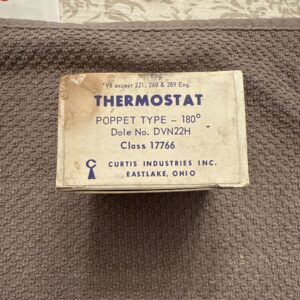 Eng.
*V8 except 221, 260 & 289 Eng.
THERMOSTAT
POPPET TYPE - 180°
Dole No. DVN22H
Class 17766
CURTIS INDUSTRIES INC.
EASTLAKE, OHIO